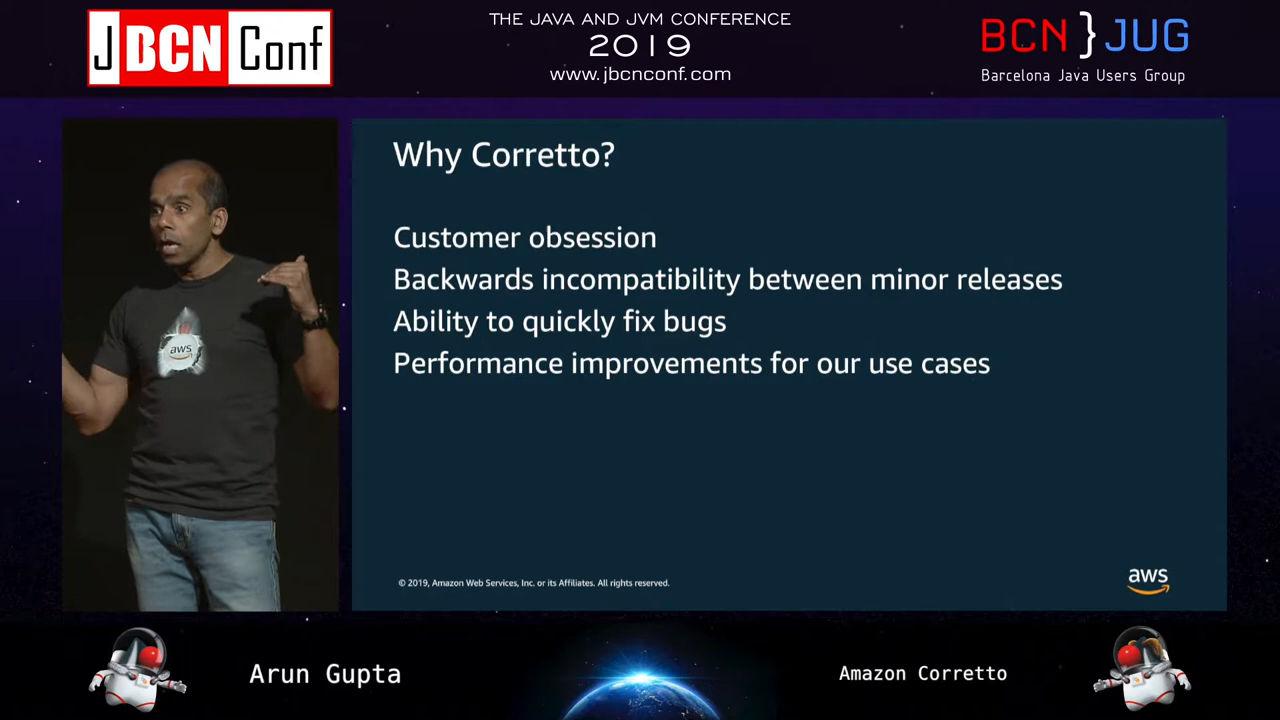 JBCNConf
THE JAVA AND JVM CONFERENCE
2019
www.jbcnconf.com
BCN}JUG
Barcelona Java Users Group
Why Corretto?
Customer obsession
Backwards incompatibility between minor releases
Ability to quickly fix bugs
Performance improvements for our use cases
aws
© 2019, Amazon Web Services, Inc. or its Affiliates. All rights reserved.
aws
Arun Gupta
Amazon Corretto